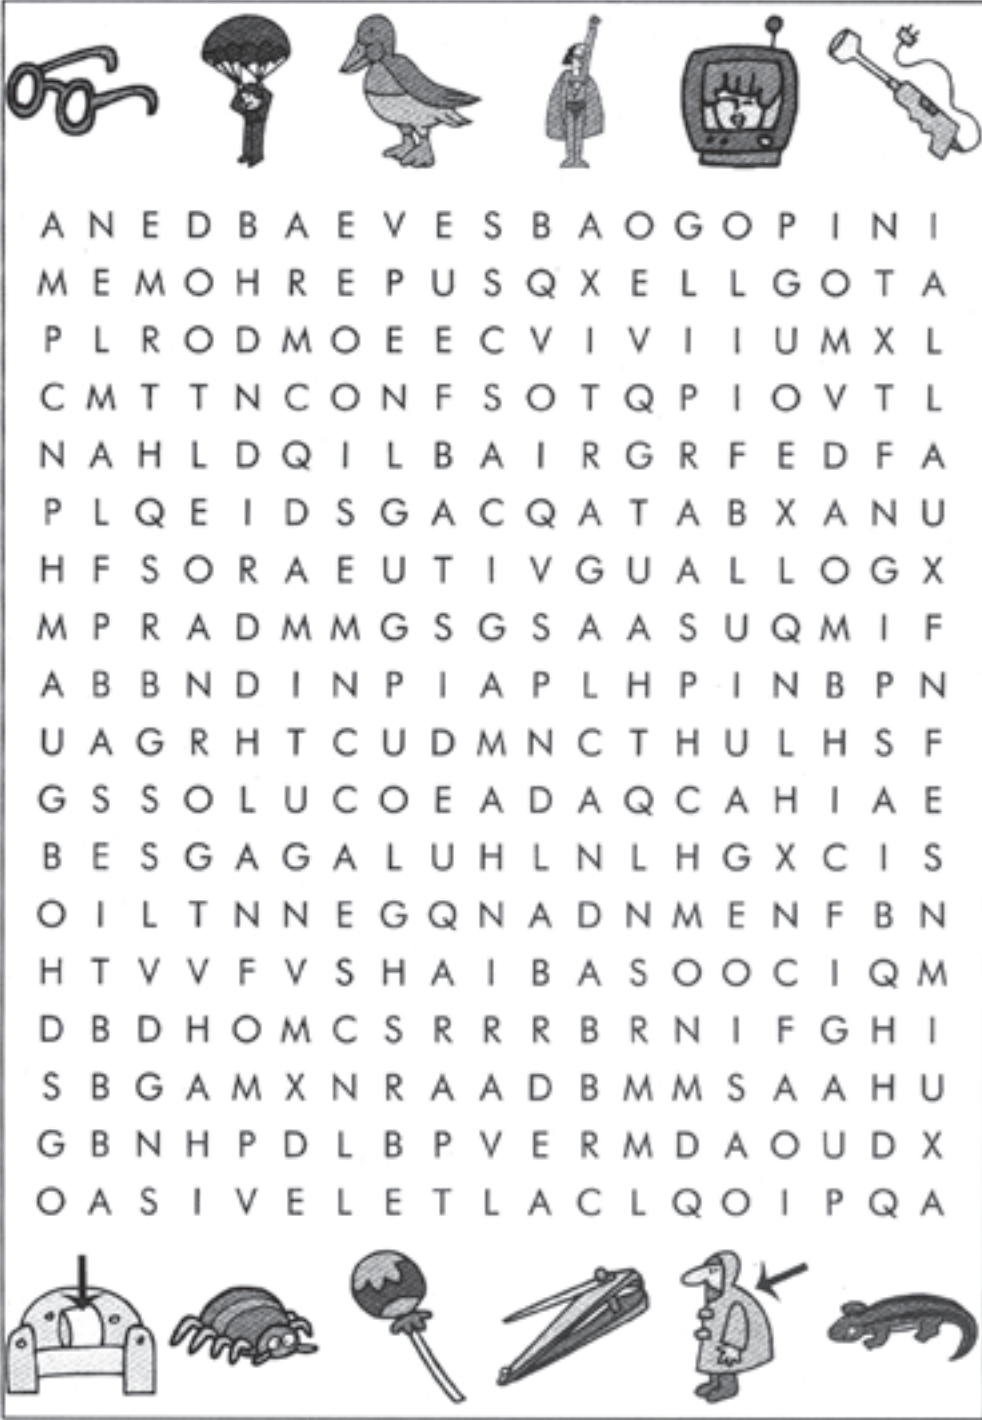 A N E D B A E V E S B A O G O P I N I
M E M O H R E P U S Q X E L L G O T A
P L R O D M O E E C V I V I I U M X L
C M T T N C O N F S O T Q P I O V T L
N A H L D Q I L B A I R G R F E D F A
P L Q E I D S G A C Q A T A B X A N U
H F S O R A E U T I V G U A L L O G X
M P R A D M M G S G S A A S U Q M I F
A B B N D I N P I A P L H P I N B P N
U A G R H T C U D M N C T H U L H S F
G S S O L U C O E A D A Q C A H I A E
B E S G A G A L U H L N L H G X C I S
O I L T N N E G Q N A D N M E N F B N
H T V V F V S H A I B A S O O C I Q M
D B D H O M C S R R R B R N I F G H I
S B G A M X N R A A D B M M S A A H U
G B N H P D L B P V E R M D A O U D X
O A S I V E L E T L A C L Q O I P Q A